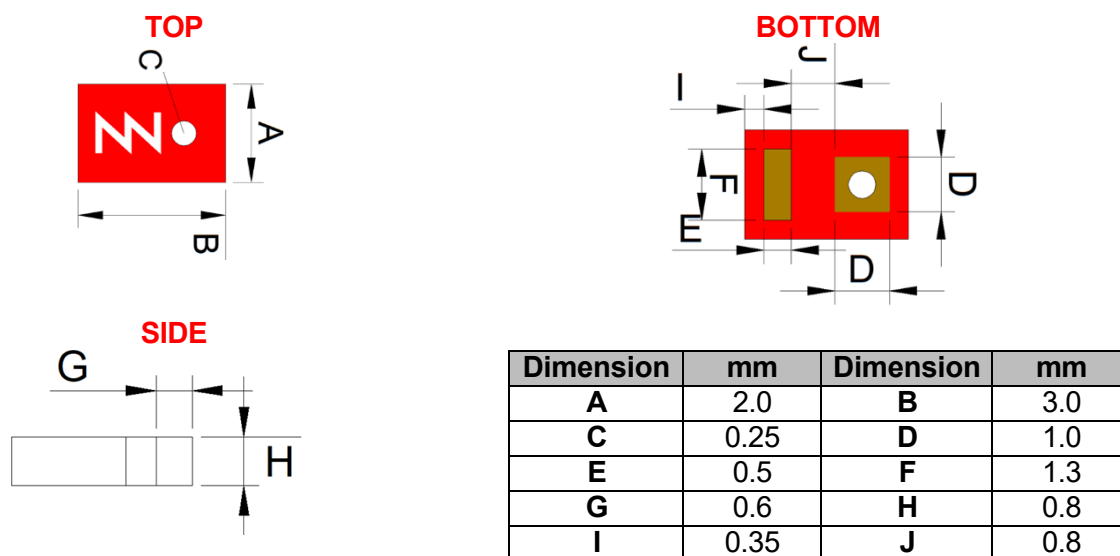 TOP
C
A
B
BOTTOM
J
I
F
E
D
D
SIDE
G
H
Dimension mm Dimension mm
A 2.0 B 3.0
C 0.25 D 1.0
E 0.5 F 1.3
G 0.6 H 0.8
I 0.35 J 0.8